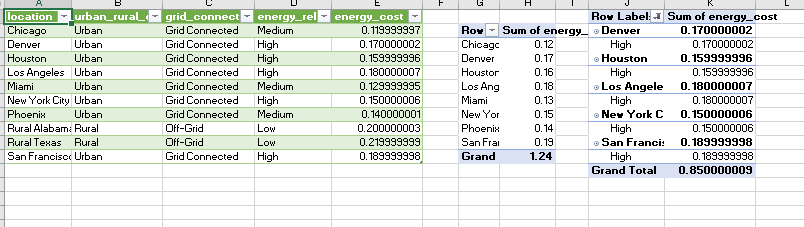 A B C D E F G H I J K L
location urban_rural_ grid_connect energy_rel energy_cost
Chicago Urban Grid Connected Medium 0.119999997
Denver Urban Grid Connected High 0.170000002
Houston Urban Grid Connected High 0.159999996
Los Angeles Urban Grid Connected High 0.180000007
Miami Urban Grid Connected Medium 0.129999995
New York City Urban Grid Connected High 0.150000006
Phoenix Urban Grid Connected Medium 0.140000001
Rural Alabama Rural Off-Grid Low 0.200000003
Rural Texas Rural Off-Grid Low 0.219999999
San Francisco Urban Grid Connected High 0.189999998
Row Sum of energy_
Chicago 0.12
Denver 0.17
Houston 0.16
Los Ang 0.18
Miami 0.13
New Yor 0.15
Phoenix 0.14
San Fra 0.19
Grand 1.24
Row Label Sum of energy_cost
Denver 0.170000002
High 0.170000002
Houston 0.159999996
High 0.159999996
Los Angele 0.180000007
High 0.180000007
New York C 0.150000006
High 0.150000006
San Francis 0.189999998
High 0.189999998
Grand Total 0.850000009